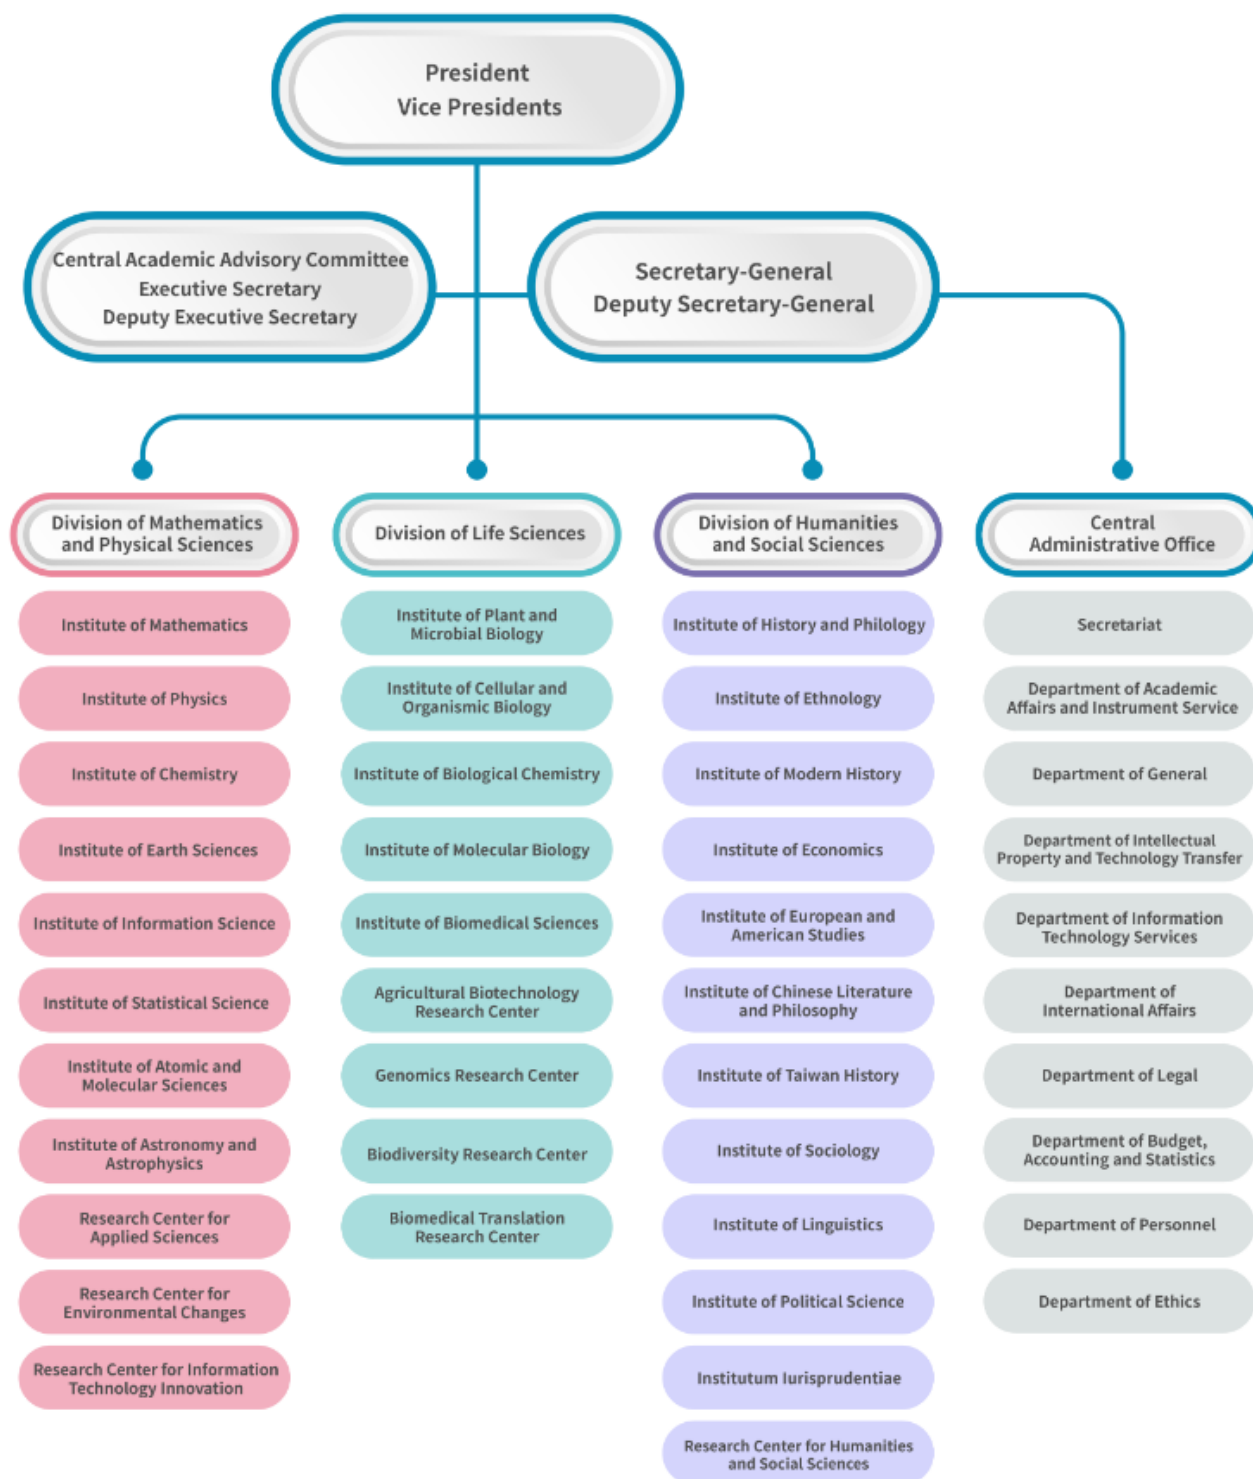 President
Vice Presidents
Central Academic Advisory Committee
Executive Secretary
Deputy Executive Secretary
Secretary-General
Deputy Secretary-General
Division of Mathematics
and Physical Sciences
Institute of Mathematics
Institute of Physics
Institute of Chemistry
Institute of Earth Sciences
Institute of Information Science
Institute of Statistical Science
Institute of Atomic and
Molecular Sciences
Institute of Astronomy and
Astrophysics
Research Center for
Applied Sciences
Research Center for
Environmental Changes
Research Center for Information
Technology Innovation
Division of Life Sciences
Institute of Plant and
Microbial Biology
Institute of Cellular and
Organismic Biology
Institute of Biological Chemistry
Institute of Molecular Biology
Institute of Biomedical Sciences
Agricultural Biotechnology
Research Center
Genomics Research Center
Biodiversity Research Center
Biomedical Translation
Research Center
Division of Humanities
and Social Sciences
Institute of History and Philology
Institute of Ethnology
Institute of Modern History
Institute of Economics
Institute of European and
American Studies
Institute of Chinese Literature
and Philosophy
Institute of Taiwan History
Institute of Sociology
Institute of Linguistics
Institute of Political Science
Institutum Iurisprudentiae
Research Center for Humanities
and Social Sciences
Central
Administrative Office
Secretariat
Department of Academic
Affairs and Instrument Service
Department of General
Department of Intellectual
Property and Technology Transfer
Department of Information
Technology Services
Department of
International Affairs
Department of Legal
Department of Budget,
Accounting and Statistics
Department of Personnel
Department of Ethics